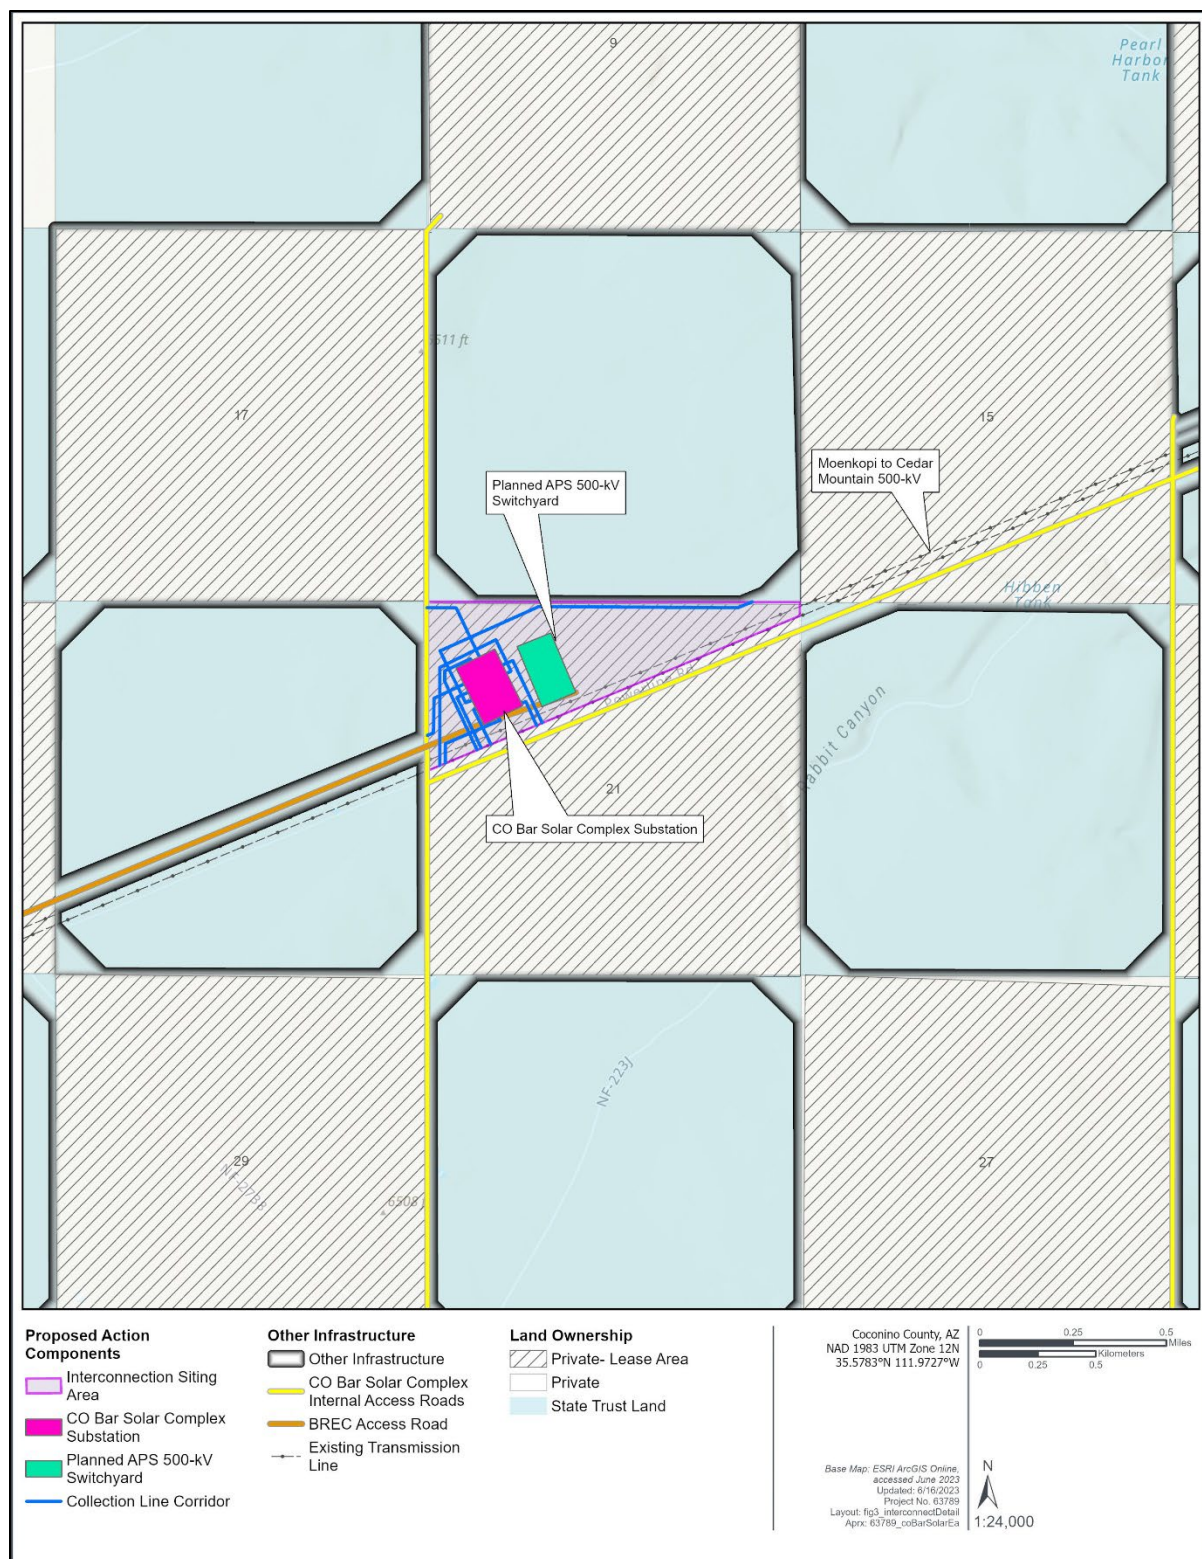 9
Pearl
Harbor
Tank
6611 ft
17
15
Moenkopi to Cedar
Mountain 500-kV
Planned APS 500-kV
Switchyard
Hibben
Tank
Powerline Rd
Rabbit Canyon
21
CO Bar Solar Complex Substation
NF-223J
29
NF-273B
6508 f
27
Proposed Action
Components
Interconnection Siting
Area
CO Bar Solar Complex
Substation
Planned APS 500-kV
Switchyard
Collection Line Corridor
Other Infrastructure
Other Infrastructure
CO Bar Solar Complex
Internal Access Roads
BREC Access Road
Existing Transmission
Line
Land Ownership
Private- Lease Area
Private
State Trust Land
Coconino County, AZ
NAD 1983 UTM Zone 12N
35.5783°N 111.9727°W
0 0.25 0.5
Miles
Kilometers
0 0.25 0.5
Base Map: ESRI ArcGIS Online,
accessed June 2023
Updated: 6/16/2023
Project No. 63789
Layout: fig3_interconnectDetail
Aprx: 63789_coBarSolarEa
N
1:24,000